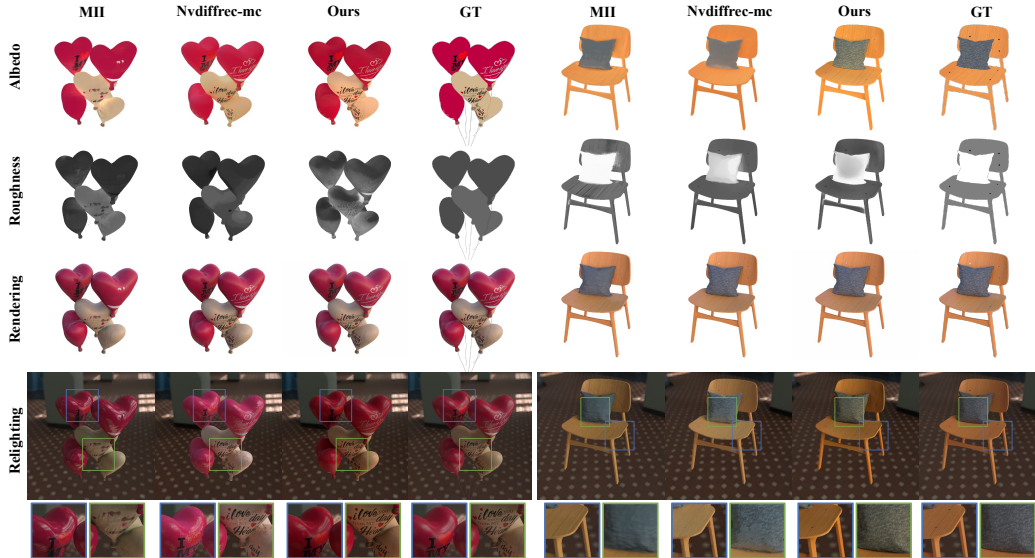 MII Nvdiffrec-mc Ours GT MII Nvdiffrec-mc Ours GT
Albedo
Roughness
Rendering
Relighting